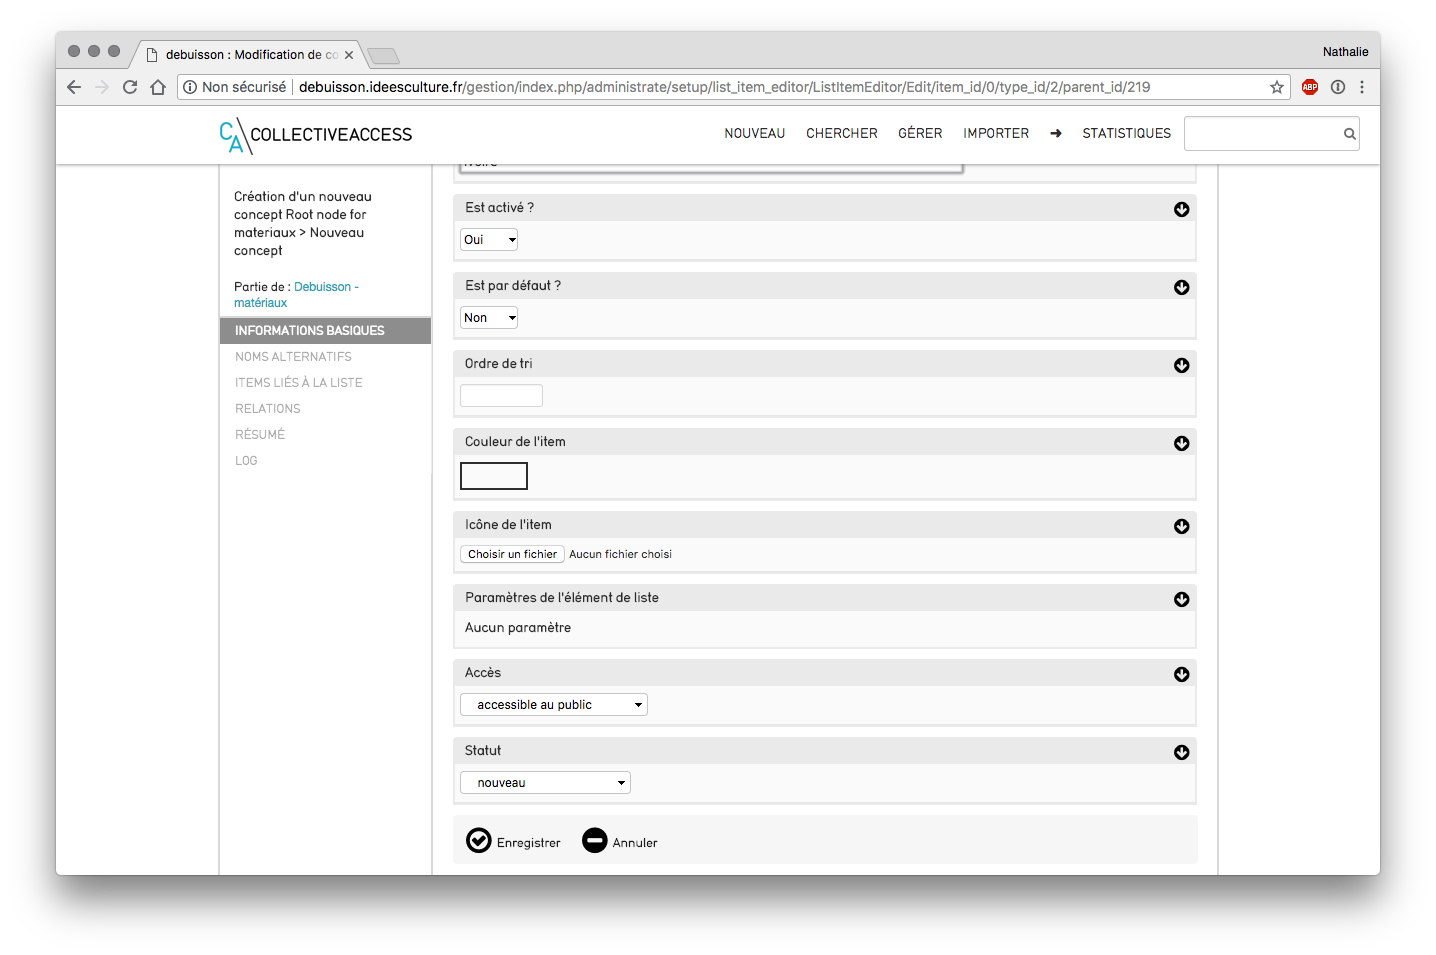 debuisson : Modification de co
Nathalie
Non sécurisé
debuisson.ideesculture.fr/gestion/index.php/administrate/setup/list_item_editor/ListItemEditor/Edit/item_id/0/type_id/2/parent_id/219
ABP
CA COLLECTIVEACCESS
NOUVEAU
CHERCHER
GÉRER
IMPORTER
STATISTIQUES
Création d'un nouveau
concept Root node for
materiaux > Nouveau
concept
Partie de : Debuisson -
matériaux
INFORMATIONS BASIQUES
NOMS ALTERNATIFS
ITEMS LIÉS À LA LISTE
RELATIONS
RÉSUMÉ
LOG
Est activé ?
Oui
Est par défaut ?
Non
Ordre de tri
Couleur de l'item
Icône de l'item
Choisir un fichier Aucun fichier choisi
Paramètres de l'élément de liste
Aucun paramètre
Accès
accessible au public
Statut
nouveau
Enregistrer
Annuler